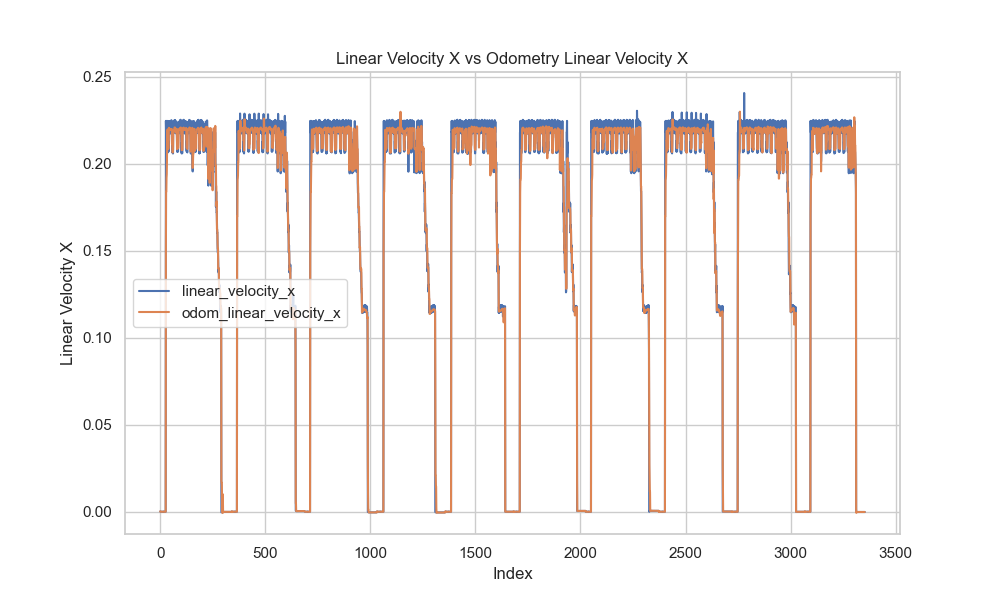 Linear Velocity X vs Odometry Linear Velocity X
0.25
0.20
0.15
0.10
0.05
0.00
Linear Velocity X
linear_velocity_x
odom_linear_velocity_x
0 500 1000 1500 2000 2500 3000 3500
Index